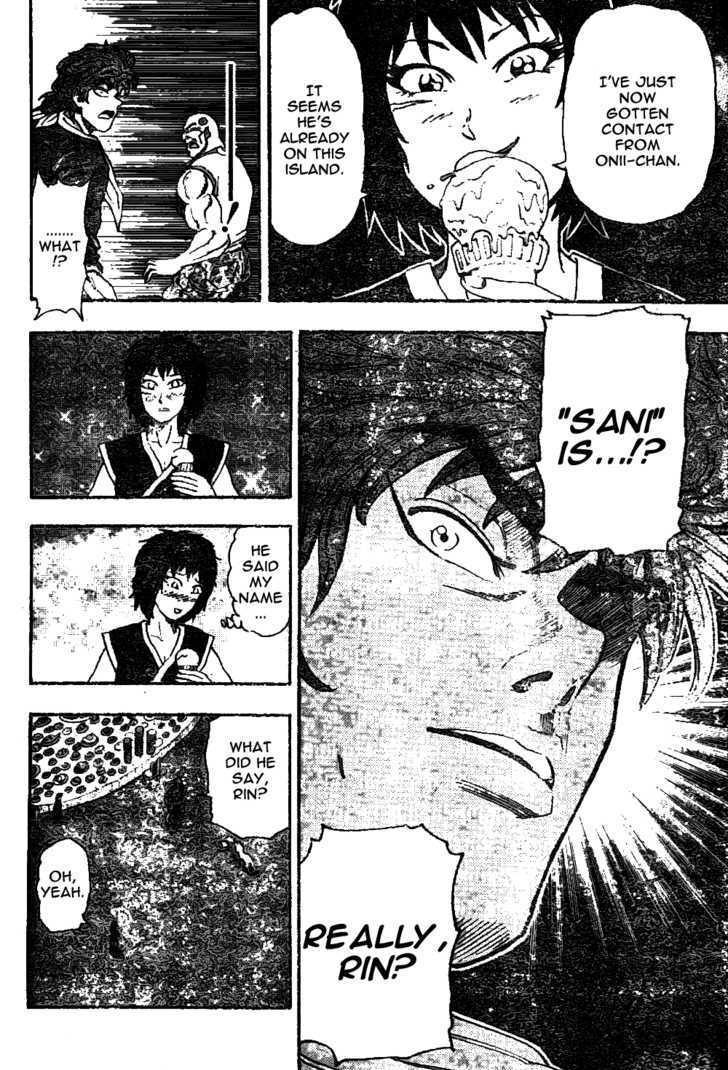 I'VE JUST
NOW
GOTTEN
CONTACT
FROM
ONII-CHAN.
IT
SEEMS
HE'S
ALREADY
ON THIS
ISLAND.
!
.......
WHAT
!?
"SANI"
IS...!?
REALLY,
RIN?
HE
SAID
MY
NAME
...
WHAT
DID HE
SAY,
RIN?
OH,
YEAH.